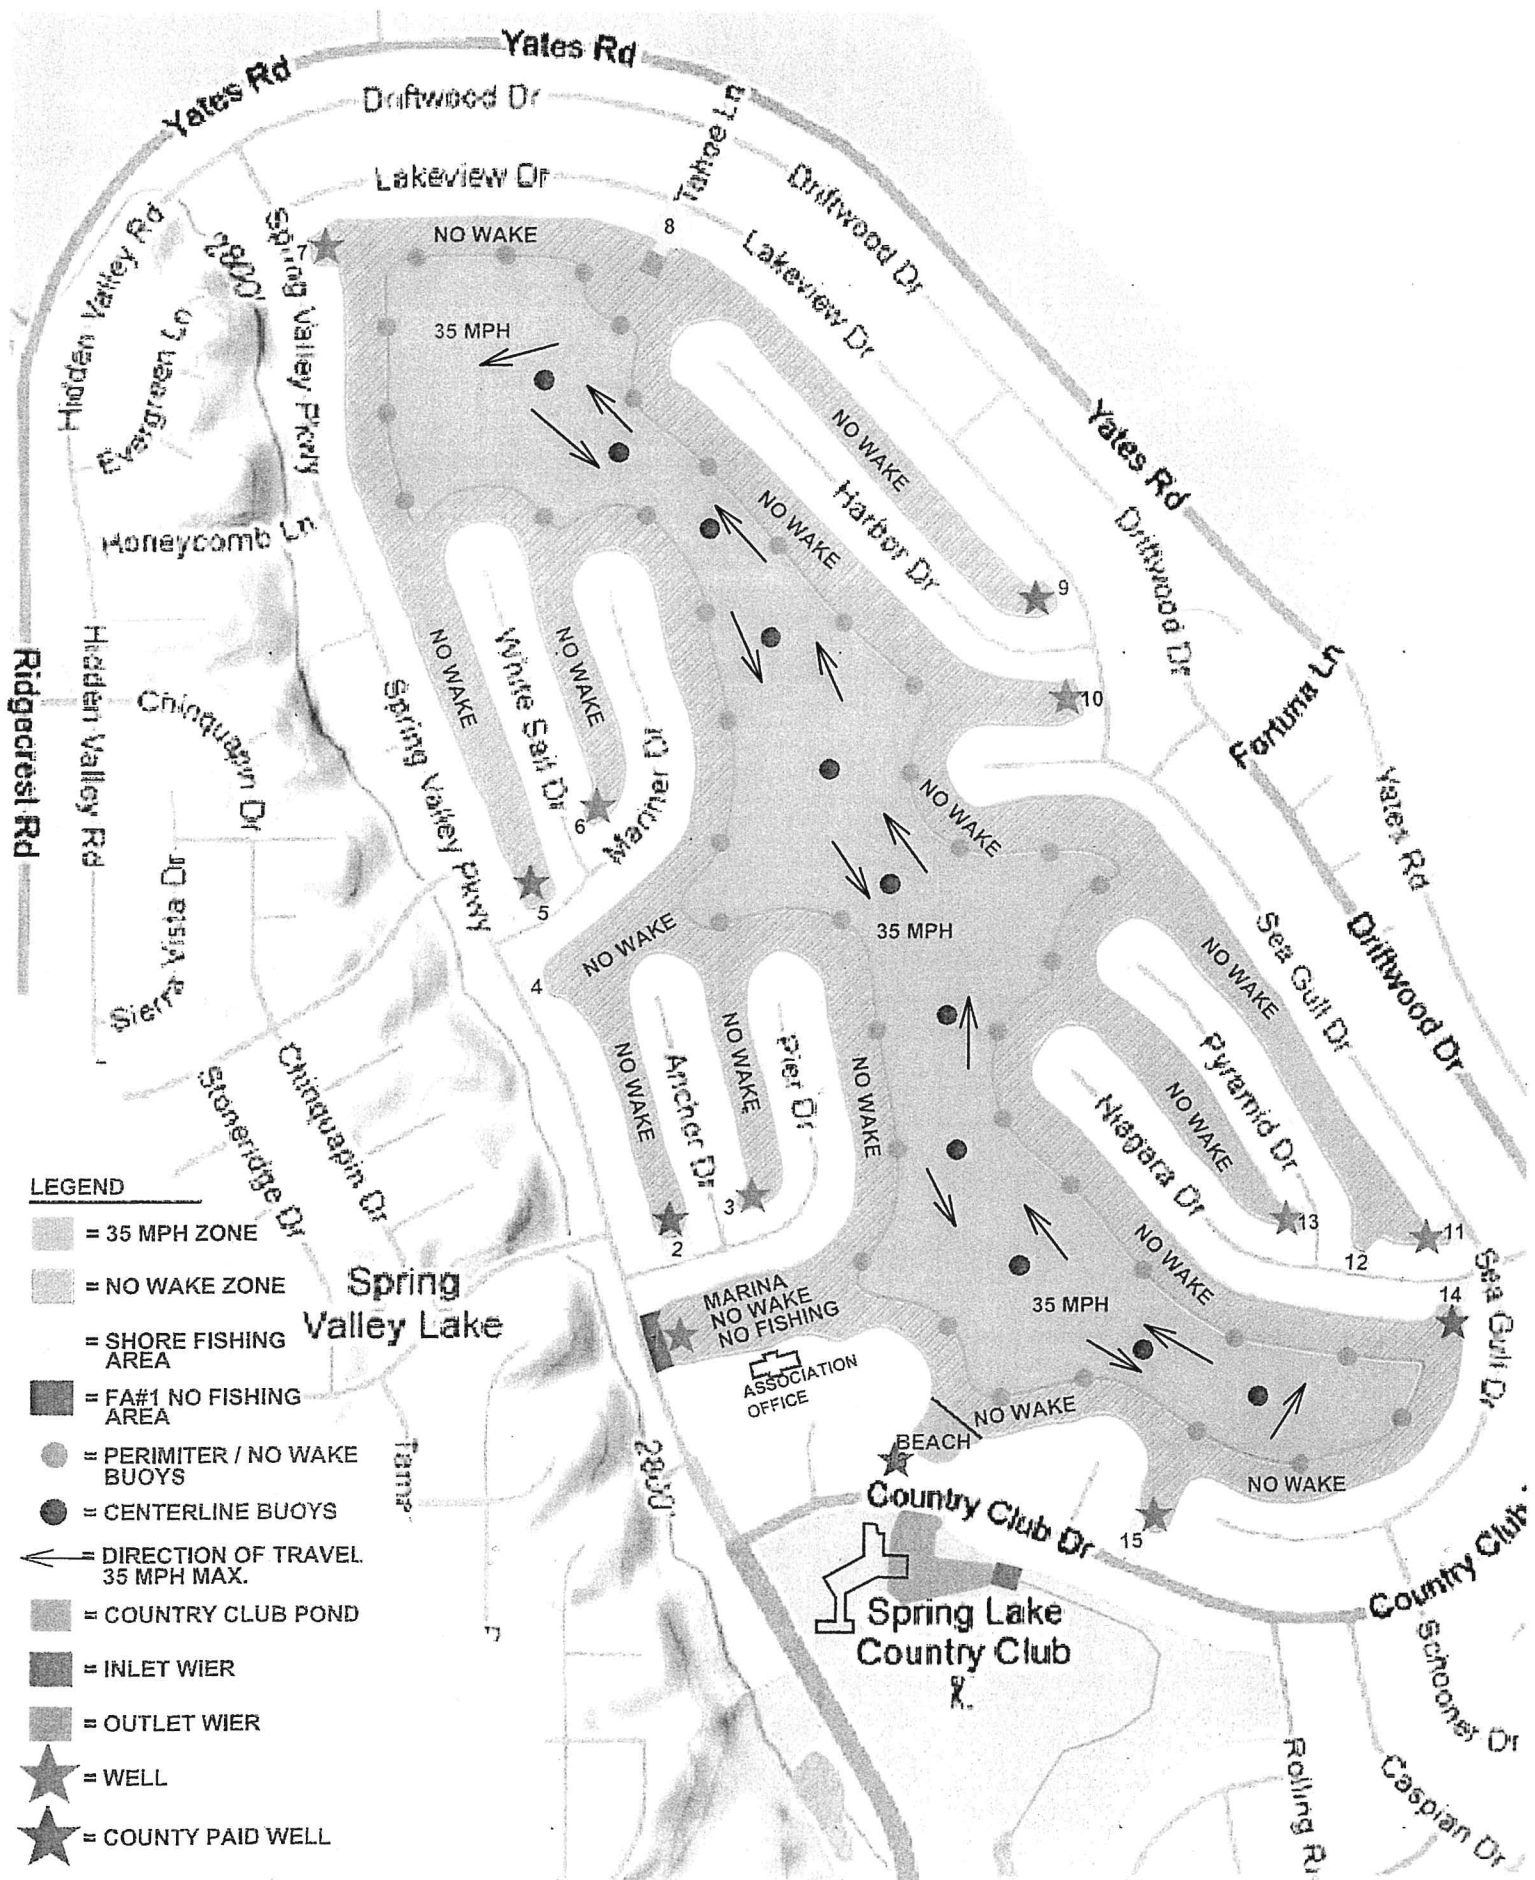 Yates Rd
Yates Rd
Driftwood Dr
Tahoe Ln
Lakeview Dr
Driftwood Dr
Hidden Valley Rd
Spring Valley Pkwy
7
NO WAKE
8
Lakeview Dr
Evergreen Ln
35 MPH
NO WAKE
Harbor Dr
Yates Rd
NO WAKE
Honeycomb Ln
Driftwood Dr
9
Ridgecrest Rd
Hidden Valley Rd
Chinquapin Dr
Spring Valley Pkwy
NO WAKE
White Sail Dr
NO WAKE
Mariner Dr
10
Fortuna Ln
Yates Rd
6
5
NO WAKE
Sierra Vista Dr
NO WAKE
35 MPH
NO WAKE
Sea Gull Dr
Driftwood Dr
4
Stoneridge Dr
Chinquapin Dr
NO WAKE
Ancher Dr
NO WAKE
Pier Dr
NO WAKE
NO WAKE
Pyramid Dr
Niagara Dr
3
2
13
11
12
14
Sea Gull Dr
NO WAKE
35 MPH
MARINA
NO WAKE
NO FISHING
ASSOCIATION
OFFICE
Spring
Valley Lake
BEACH
NO WAKE
NO WAKE
15
2800
Country Club Dr
Country Club
Spring Lake
Country Club
Schooner Dr
Caspian Dr
Rolling
LEGEND
= 35 MPH ZONE
= NO WAKE ZONE
= SHORE FISHING
AREA
= FA#1 NO FISHING
AREA
= PERIMITER / NO WAKE
BUOYS
= CENTERLINE BUOYS
= DIRECTION OF TRAVEL
35 MPH MAX.
= COUNTRY CLUB POND
= INLET WIER
= OUTLET WIER
= WELL
= COUNTY PAID WELL